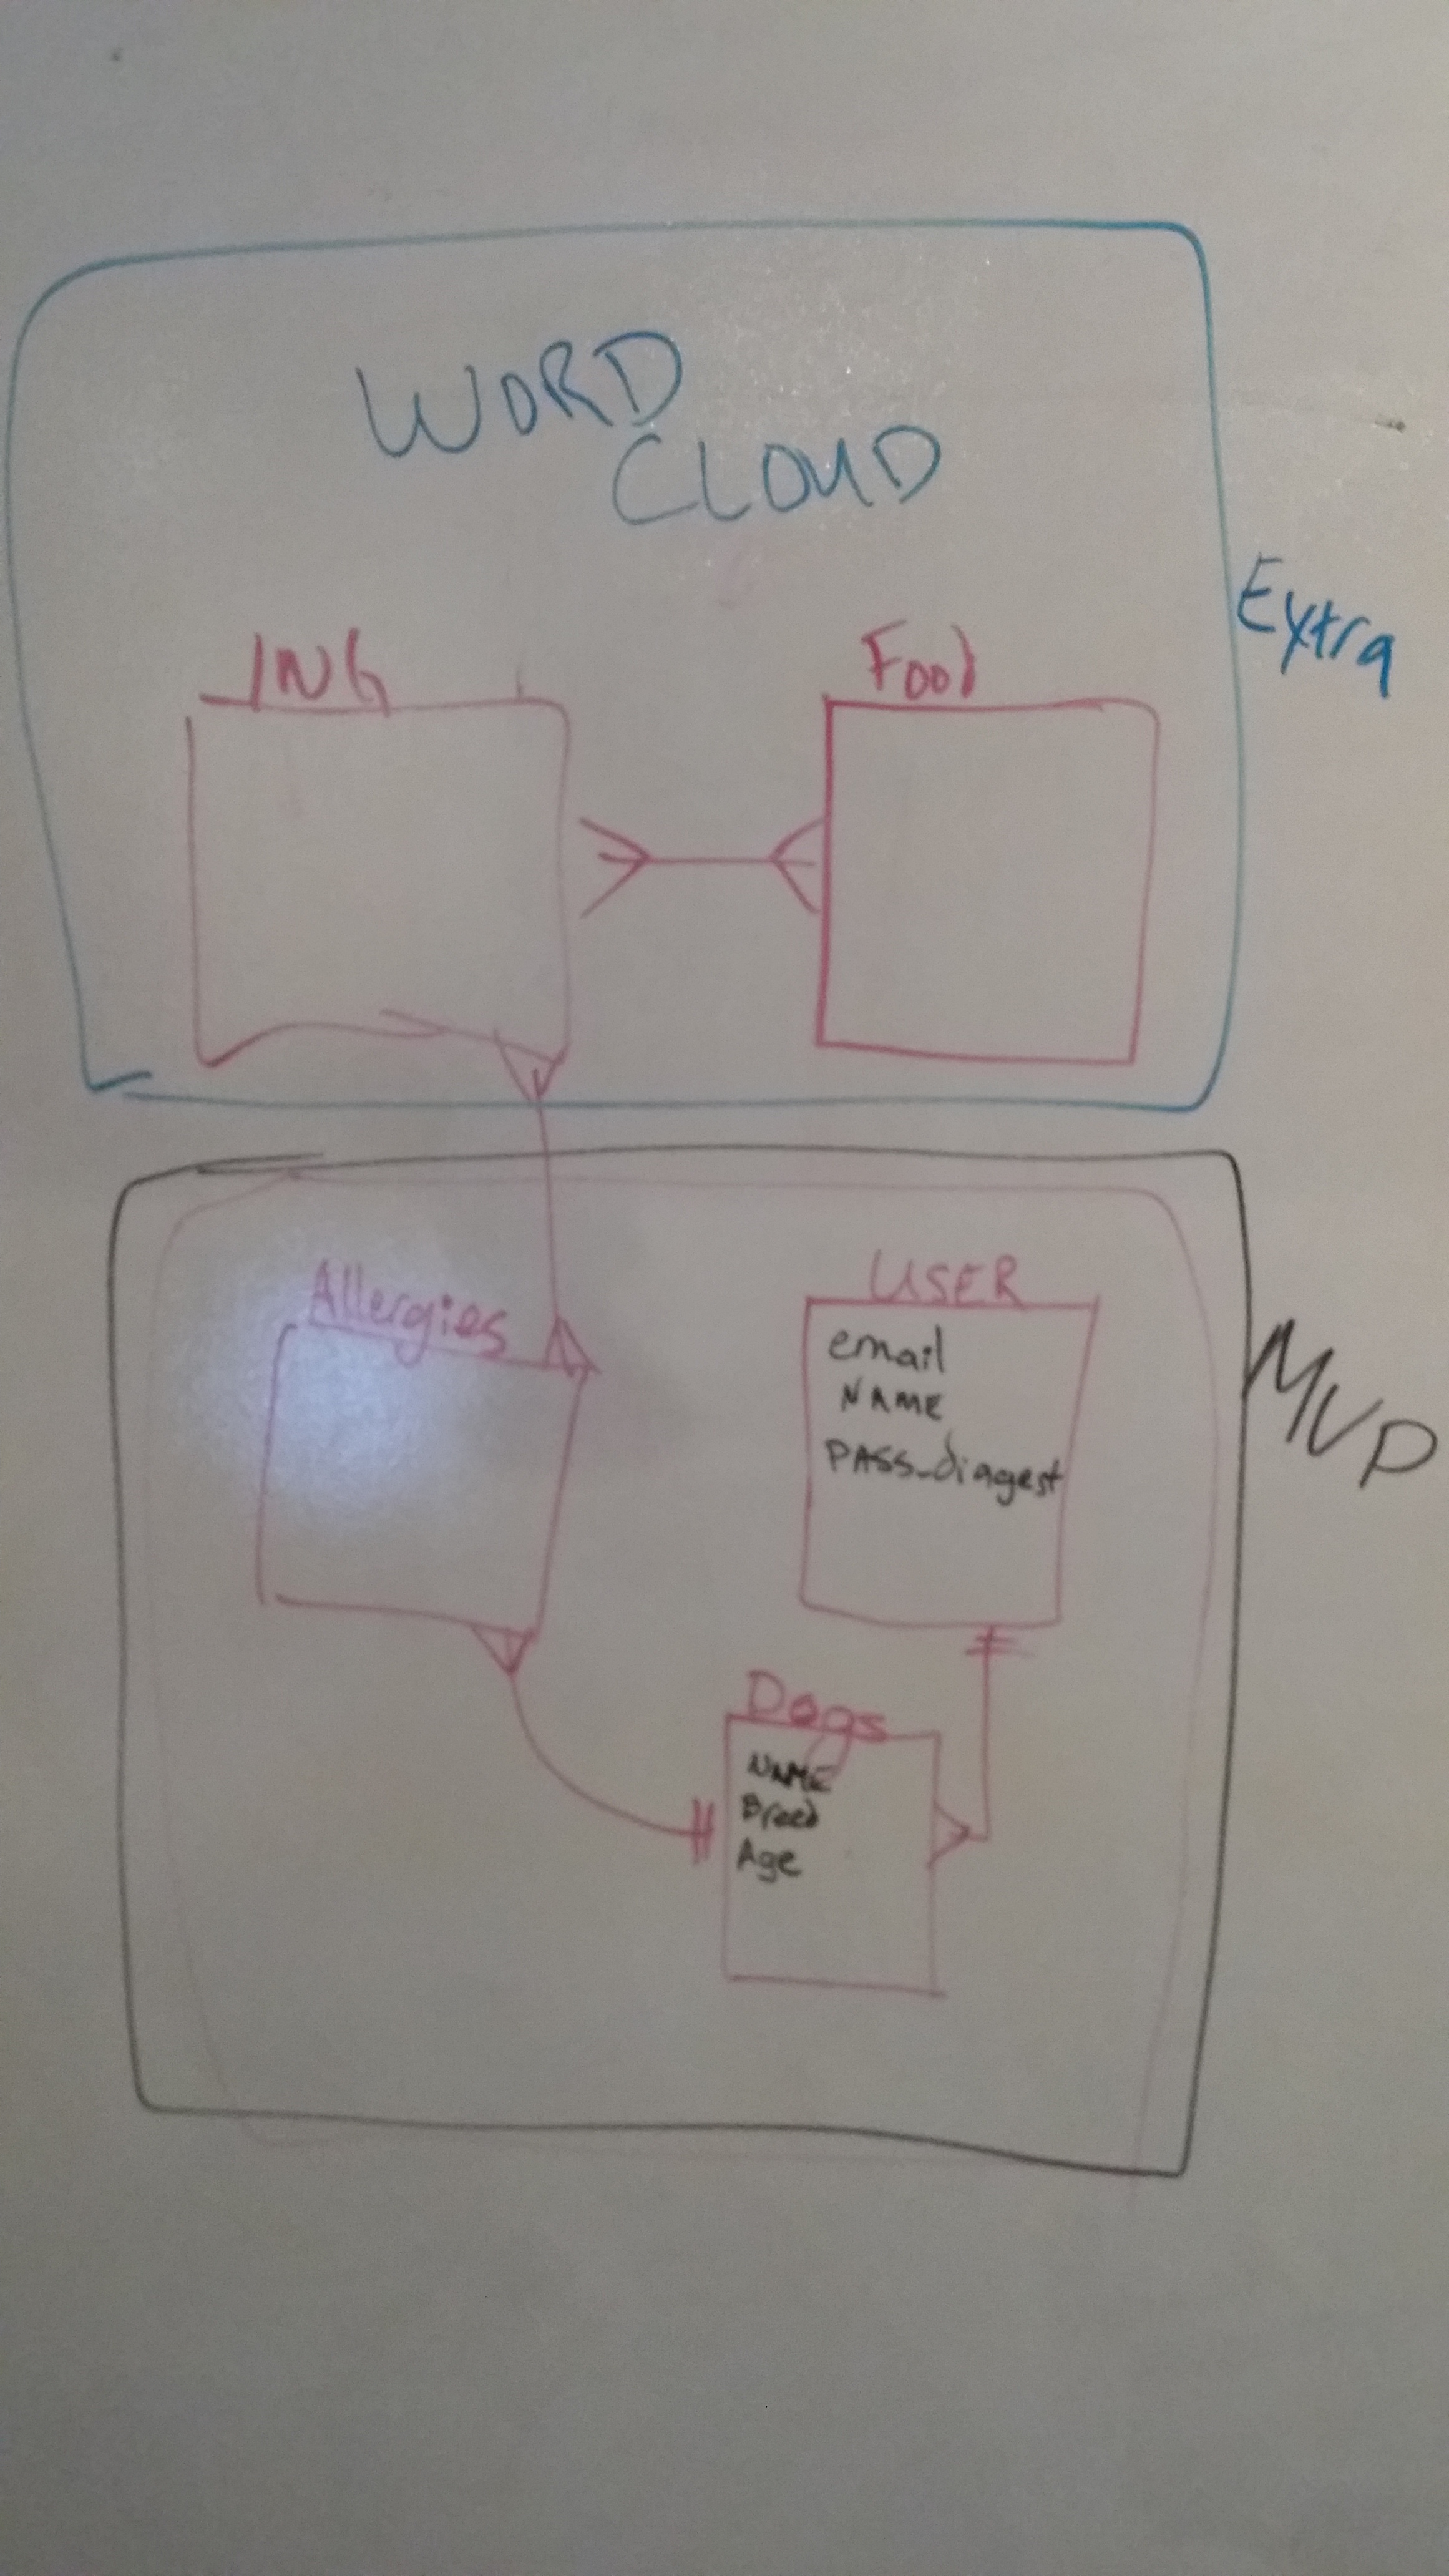 WORD
CLOUD
Extra
ING
Food
Allergies
USER
email
NAME
PASS_diagest
MVP
Dogs
NAME
Breed
Age